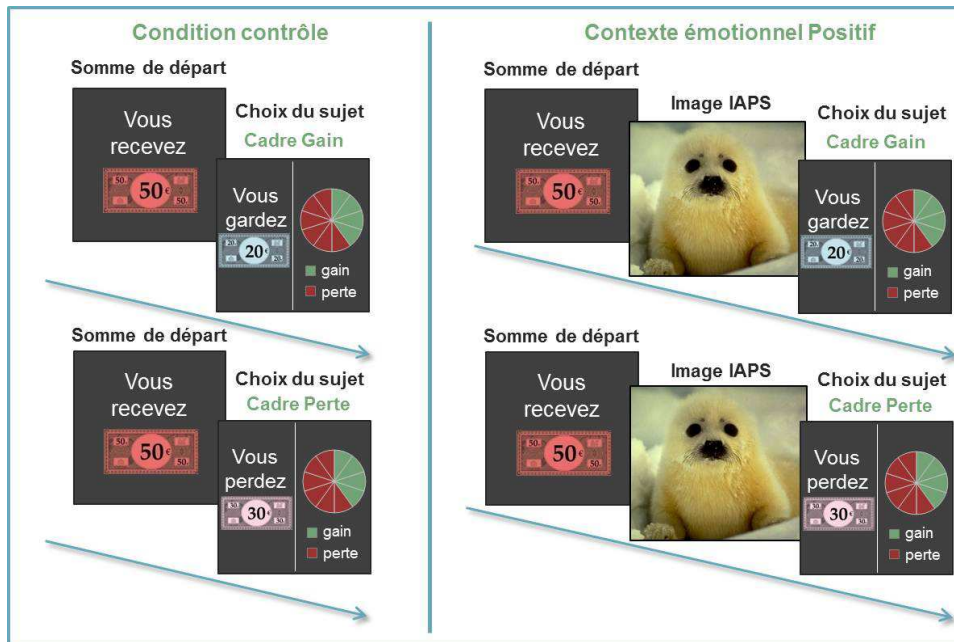 Condition contrôle
Somme de départ
Vous
recevez
50€
Choix du sujet
Cadre Gain
Vous
gardez
20€
gain
perte
Somme de départ
Vous
recevez
50€
Choix du sujet
Cadre Perte
Vous
perdez
30€
gain
perte
Contexte émotionnel Positif
Somme de départ
Vous
recevez
50€
Image IAPS
Choix du sujet
Cadre Gain
Vous
gardez
20€
gain
perte
Somme de départ
Vous
recevez
50€
Image IAPS
Choix du sujet
Cadre Perte
Vous
perdez
30€
gain
perte